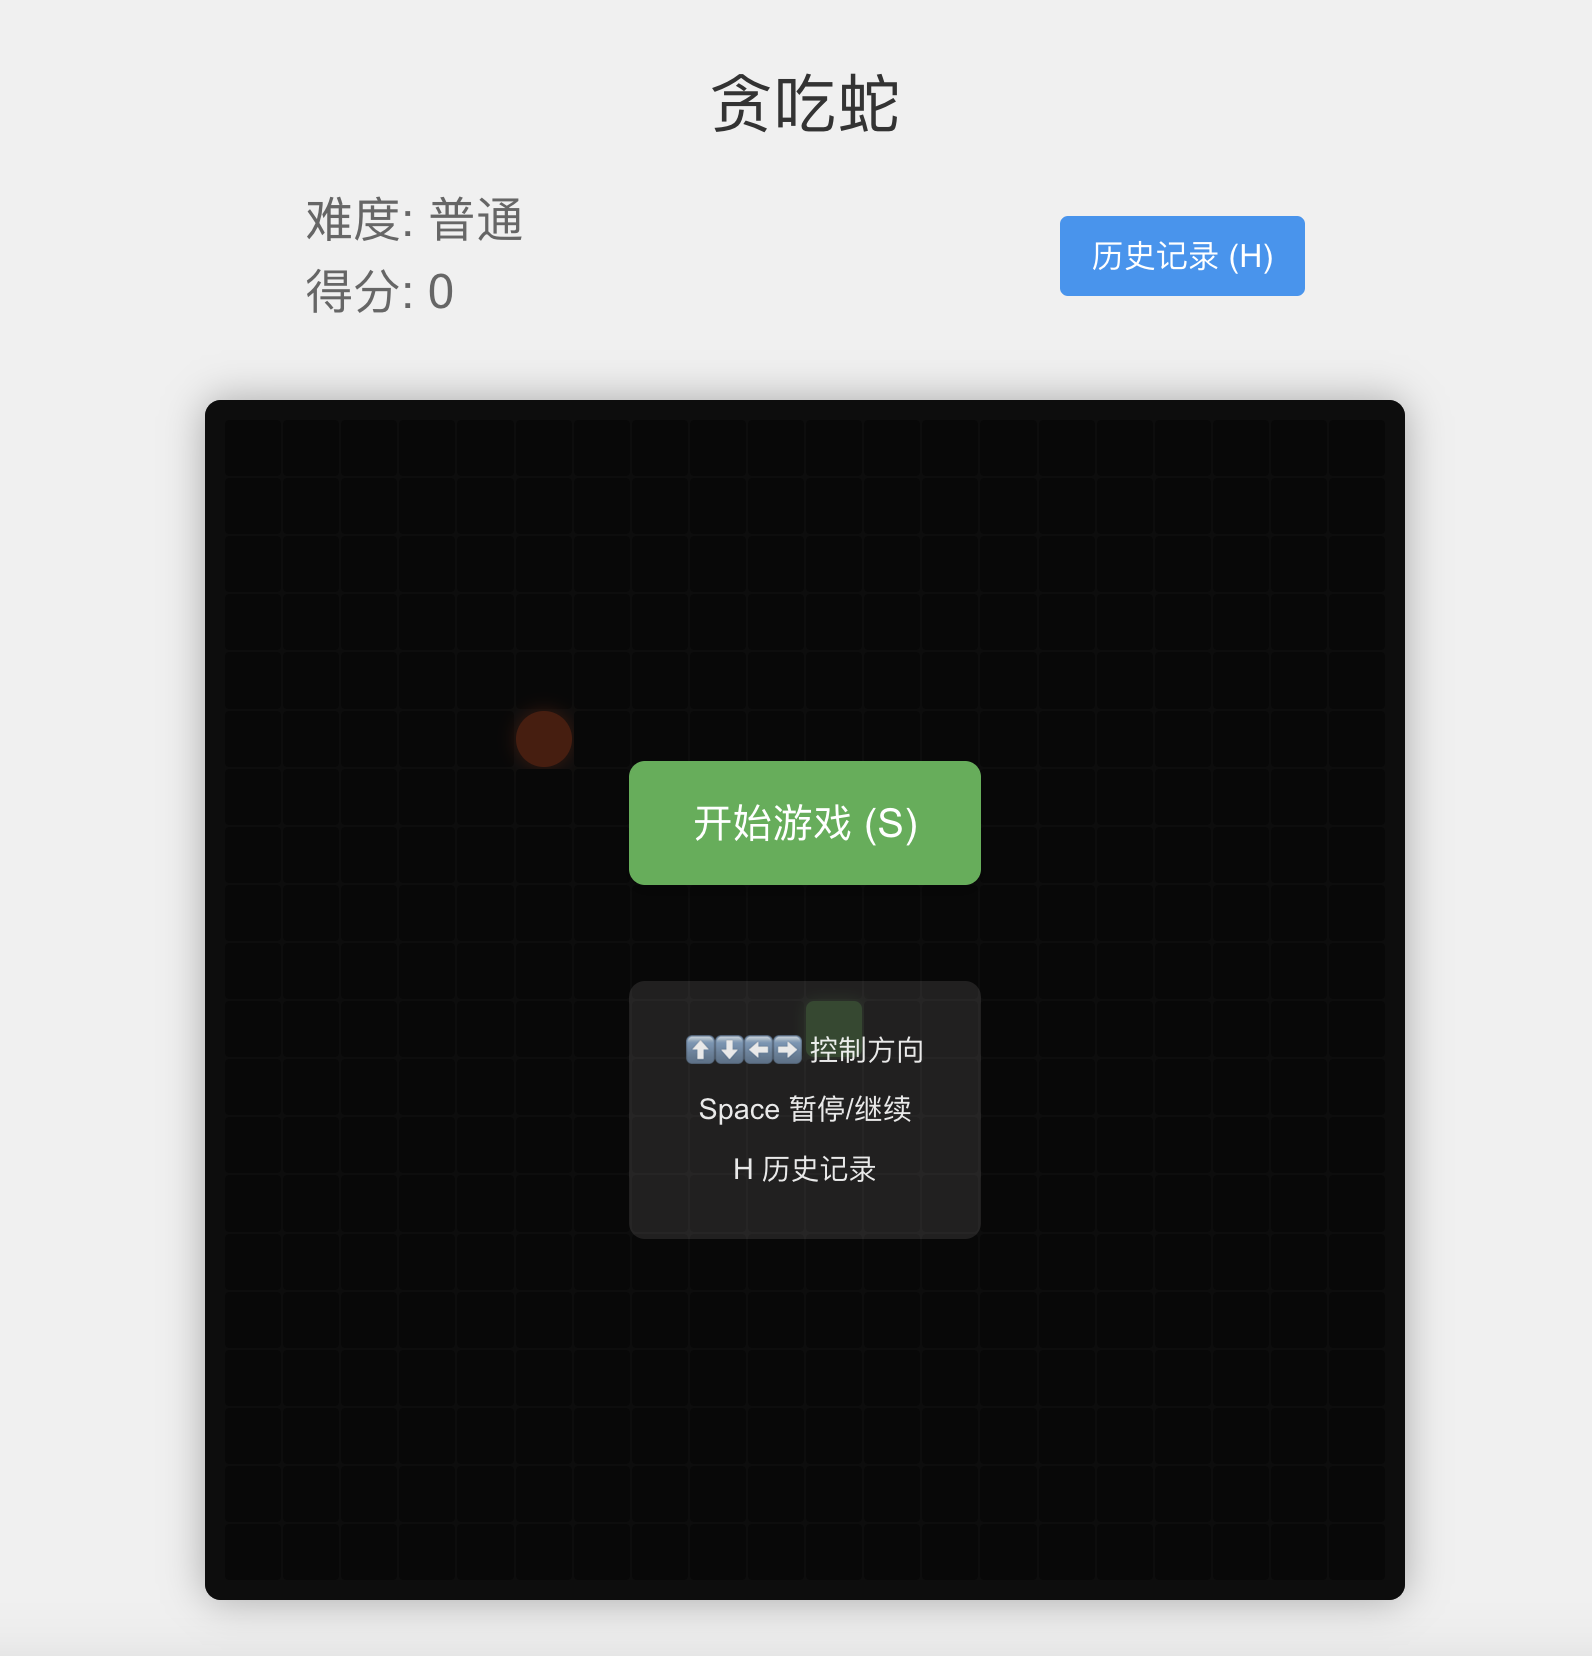 贪吃蛇
难度: 普通
得分: 0
历史记录 (H)
开始游戏 (S)
⬆️⬇️⬅️➡️ 控制方向
Space 暂停/继续
H 历史记录